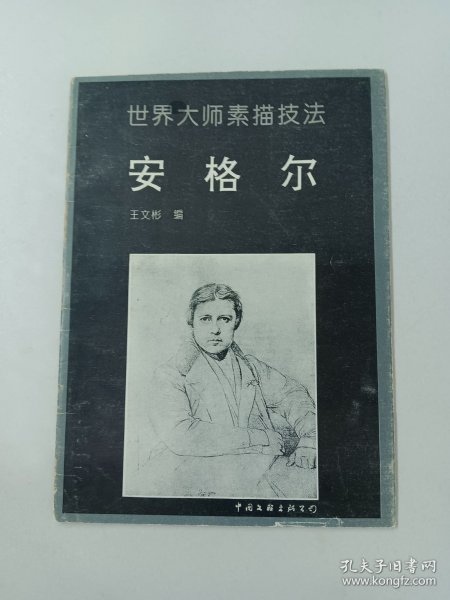 世界大师素描技法
安格尔
王文彬 编
中国文联出版公司
孔夫子旧书网
www.kongfz.com